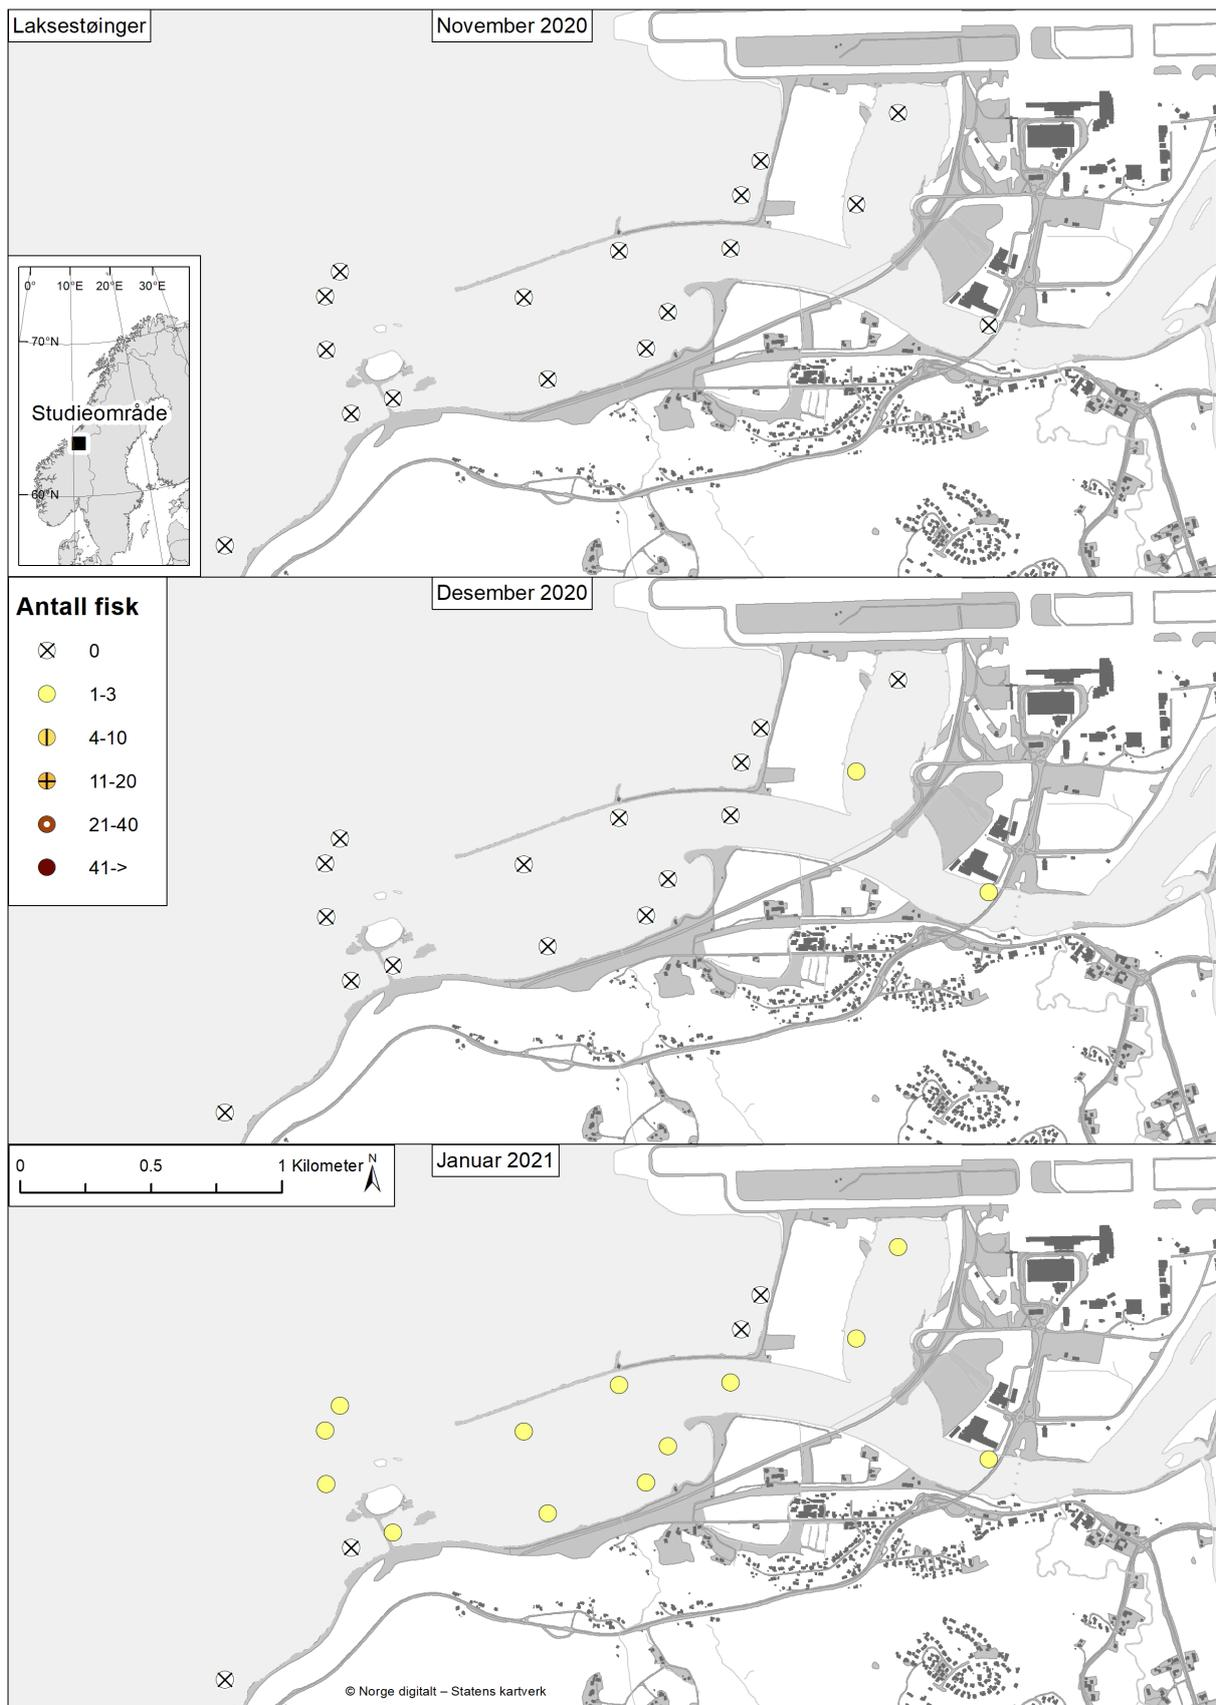 Laksestøinger
November 2020
0° 10°E 20°E 30°E
70°N
Studieområde
60°N
Desember 2020
Antall fisk
0
1-3
4-10
11-20
21-40
41->
Januar 2021
0 0.5 1 Kilometer N
© Norge digitalt – Statens kartverk